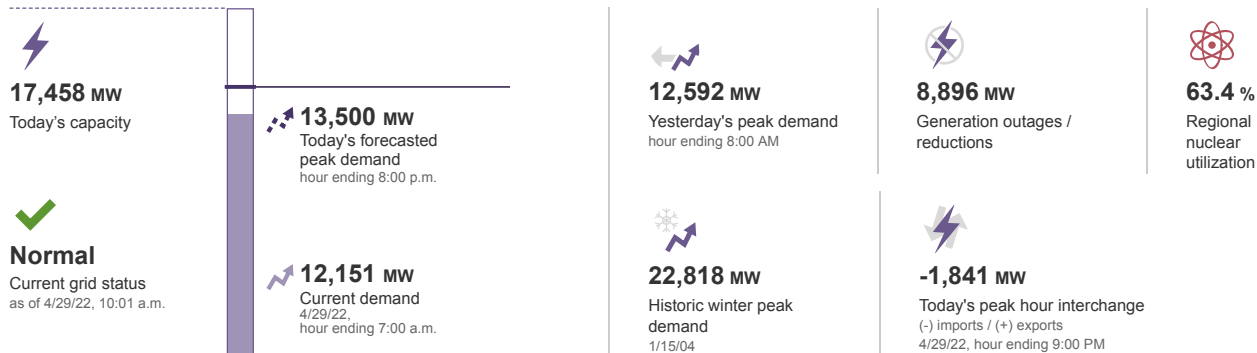 17,458 MW
Today's capacity
Normal
Current grid status
as of 4/29/22, 10:01 a.m.
13,500 MW
Today's forecasted
peak demand
hour ending 8:00 p.m.
12,151 MW
Current demand
4/29/22,
hour ending 7:00 a.m.
12,592 MW
Yesterday's peak demand
hour ending 8:00 AM
8,896 MW
Generation outages /
reductions
63.4 %
Regional
nuclear
utilization
22,818 MW
Historic winter peak
demand
1/15/04
-1,841 MW
Today's peak hour interchange
(-) imports / (+) exports
4/29/22, hour ending 9:00 PM